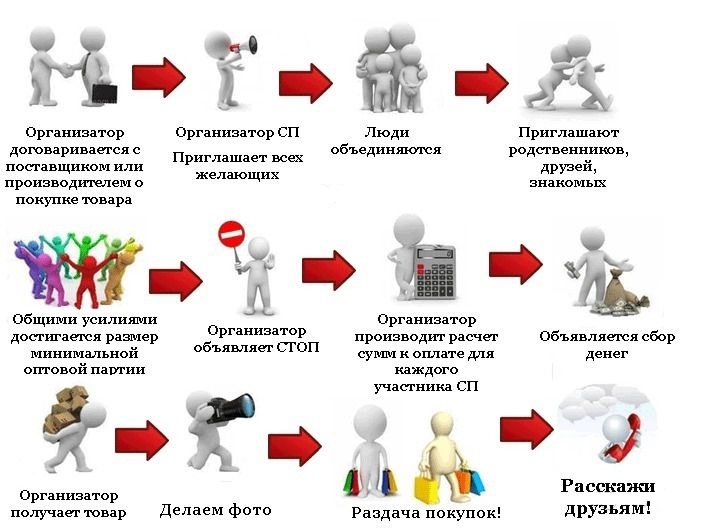 Организатор
договаривается с
поставщиком или
производителем о
покупке товара
Организатор СП
Приглашает всех
желающих
Люди
объединяются
Приглашают
родственников,
друзей,
знакомых
Общими усилиями
достигается размер
минимальной
оптовой партии
Организатор
объявляет СТОП
Организатор
производит расчет
сумм к оплате для
каждого
участника СП
Объявляется сбор
денег
Организатор
получает товар
Делаем фото
Раздача покупок!
Расскажи
друзьям!